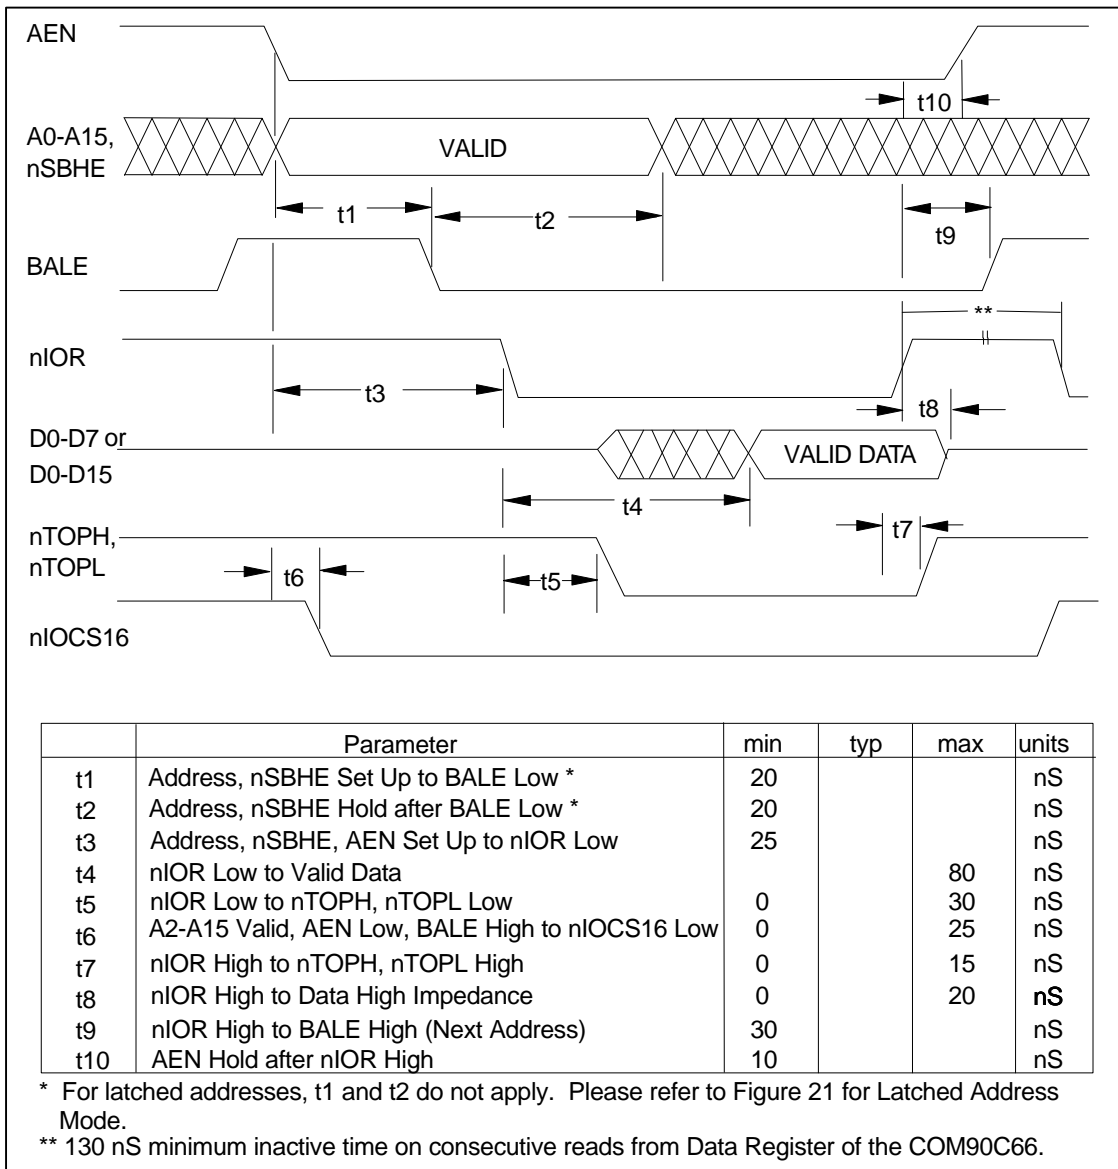 AEN
t10
A0-A15,
nSBHE
VALID
t1
t2
t9
BALE
**
nIOR
t3
t8
D0-D7 or
D0-D15
VALID DATA
t4
nTOPH,
nTOPL
t7
t6
t5
nIOCS16
Parameter min typ max units
t1 Address, nSBHE Set Up to BALE Low * 20 nS
t2 Address, nSBHE Hold after BALE Low * 20 nS
t3 Address, nSBHE, AEN Set Up to nIOR Low 25 nS
t4 nIOR Low to Valid Data 80 nS
t5 nIOR Low to nTOPH, nTOPL Low 0 30 nS
t6 A2-A15 Valid, AEN Low, BALE High to nIOCS16 Low 0 25 nS
t7 nIOR High to nTOPH, nTOPL High 0 15 nS
t8 nIOR High to Data High Impedance 0 20 nS
t9 nIOR High to BALE High (Next Address) 30 nS
t10 AEN Hold after nIOR High 10 nS
* For latched addresses, t1 and t2 do not apply. Please refer to Figure 21 for Latched Address
Mode.
** 130 nS minimum inactive time on consecutive reads from Data Register of the COM90C66.